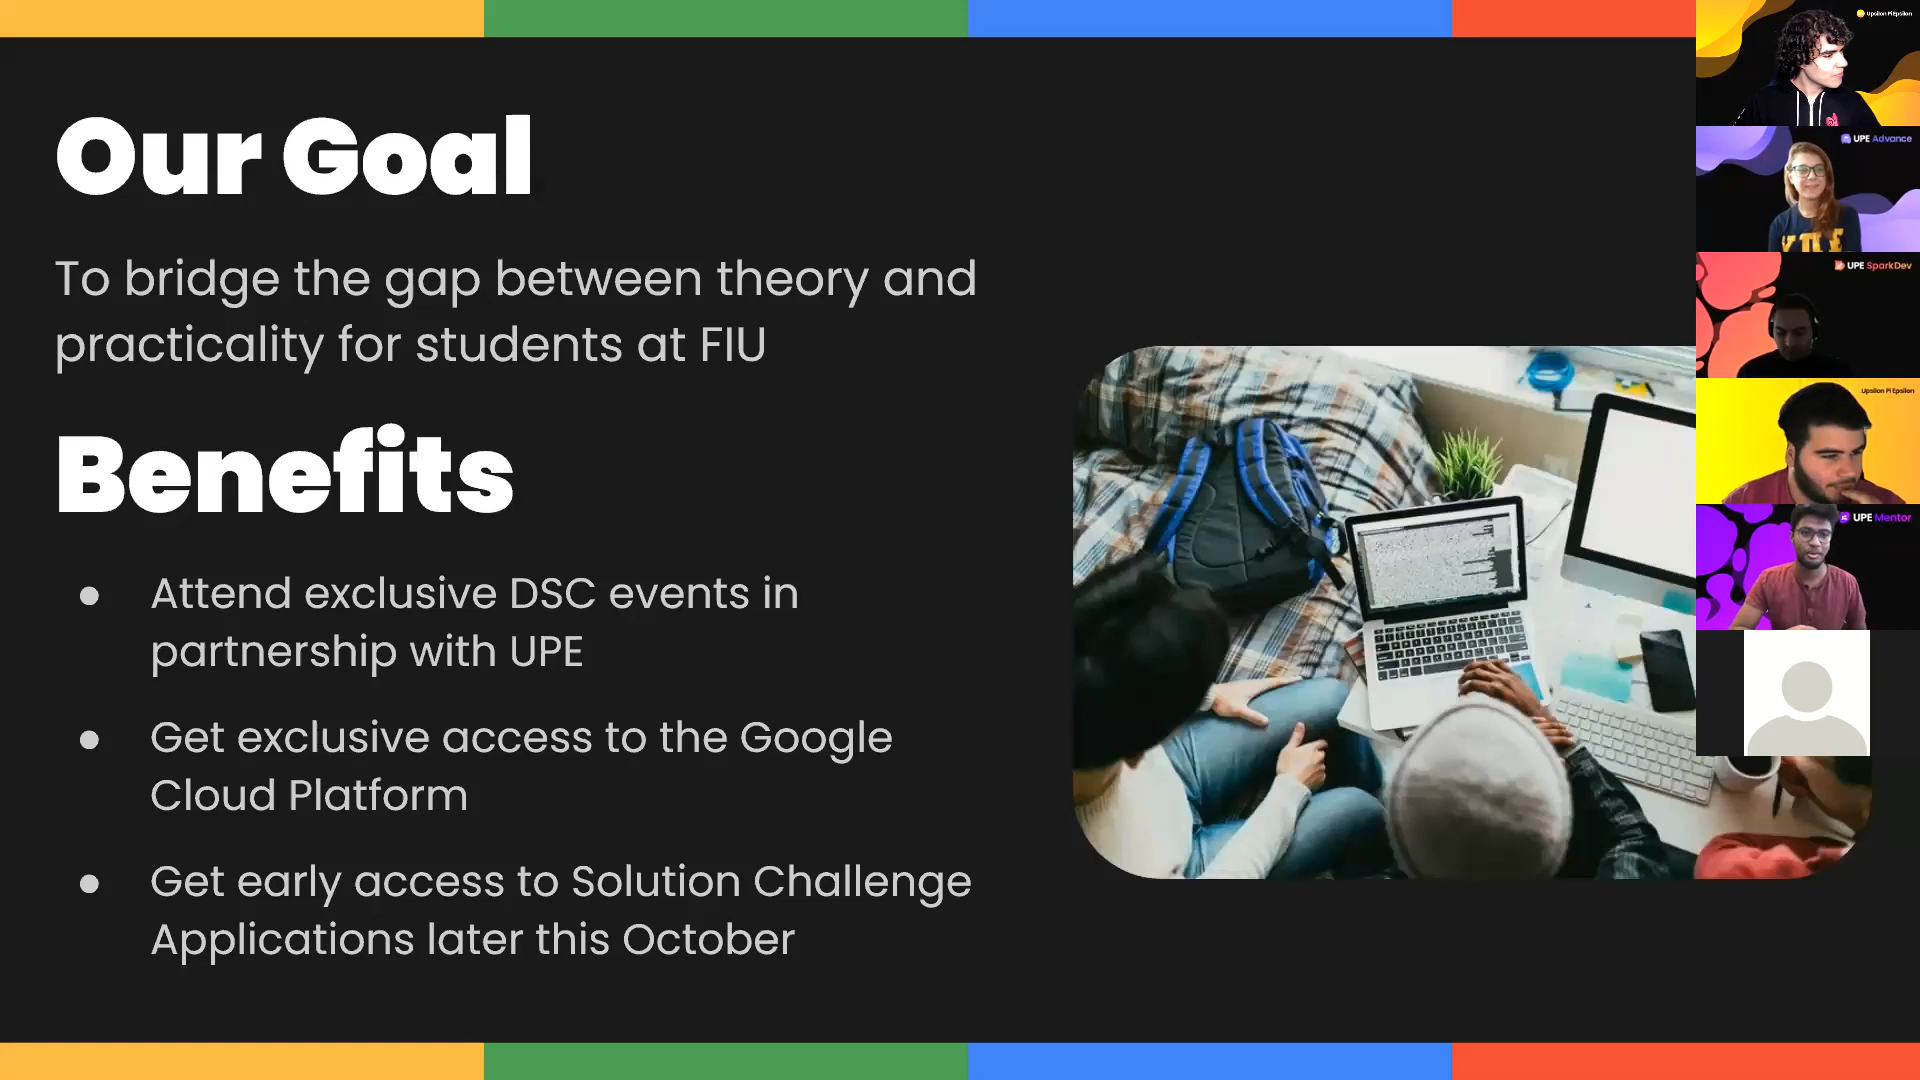 Our Goal
To bridge the gap between theory and
practicality for students at FIU
Benefits
● Attend exclusive DSC events in
partnership with UPE
● Get exclusive access to the Google
Cloud Platform
● Get early access to Solution Challenge
Applications later this October
Upsilon Pi Epsilon
UPE Advance
UPE SparkDev
Upsilon Pi Epsilon
UPE Mentor